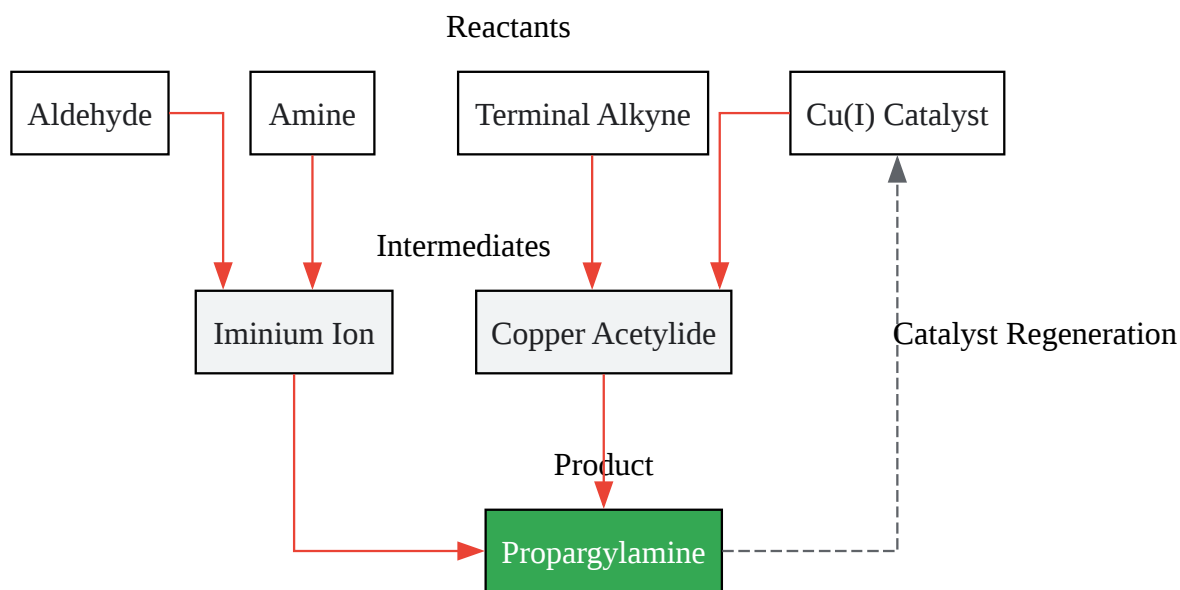 Reactants
Aldehyde
Amine
Terminal Alkyne
Cu(I) Catalyst
Intermediates
Iminium Ion
Copper Acetylide
Catalyst Regeneration
Product
Propargylamine